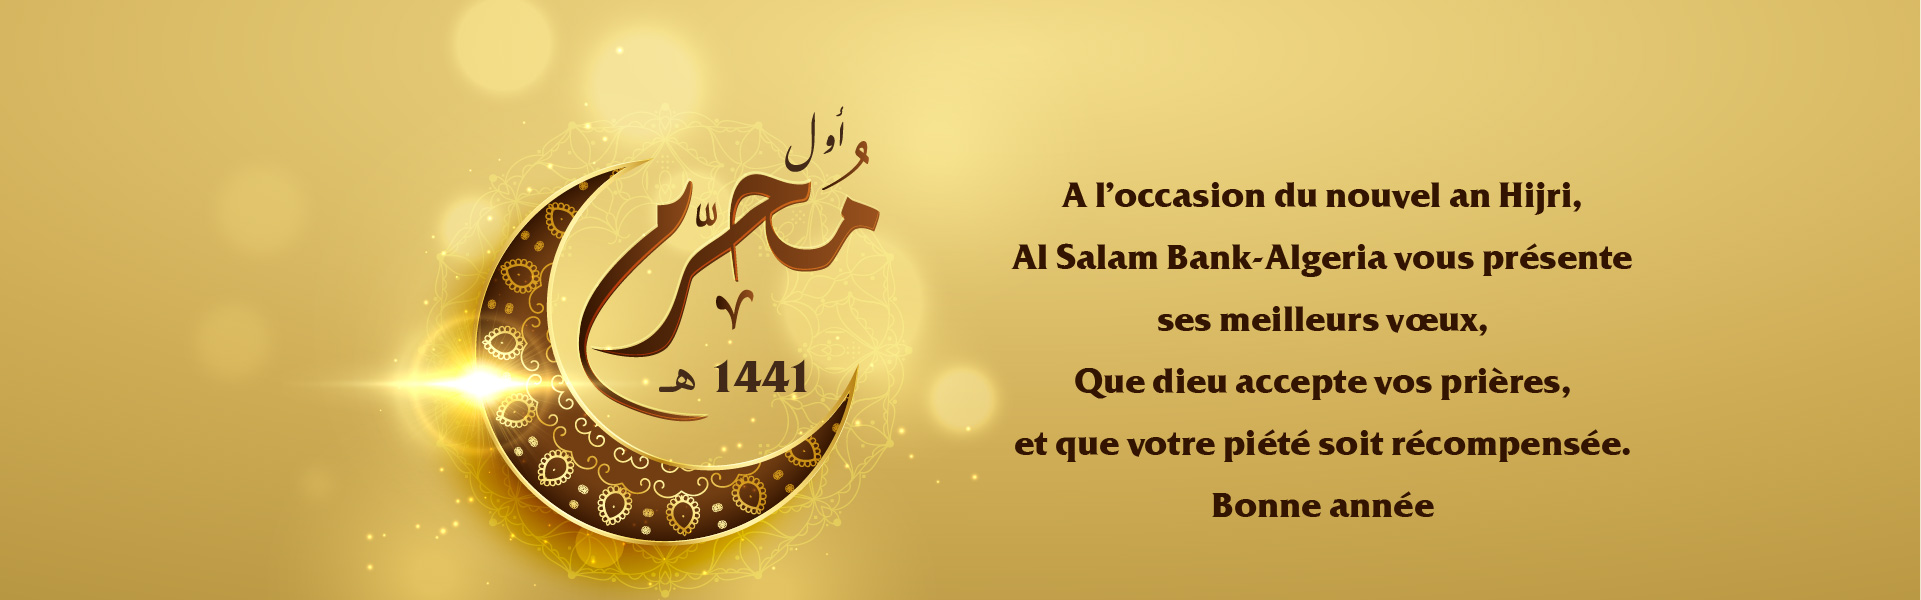 أول
مُحرّم
1441 هـ
A l’occasion du nouvel an Hijri,
Al Salam Bank-Algeria vous présente
ses meilleurs vœux,
Que dieu accepte vos prières,
et que votre piété soit récompensée.
Bonne année